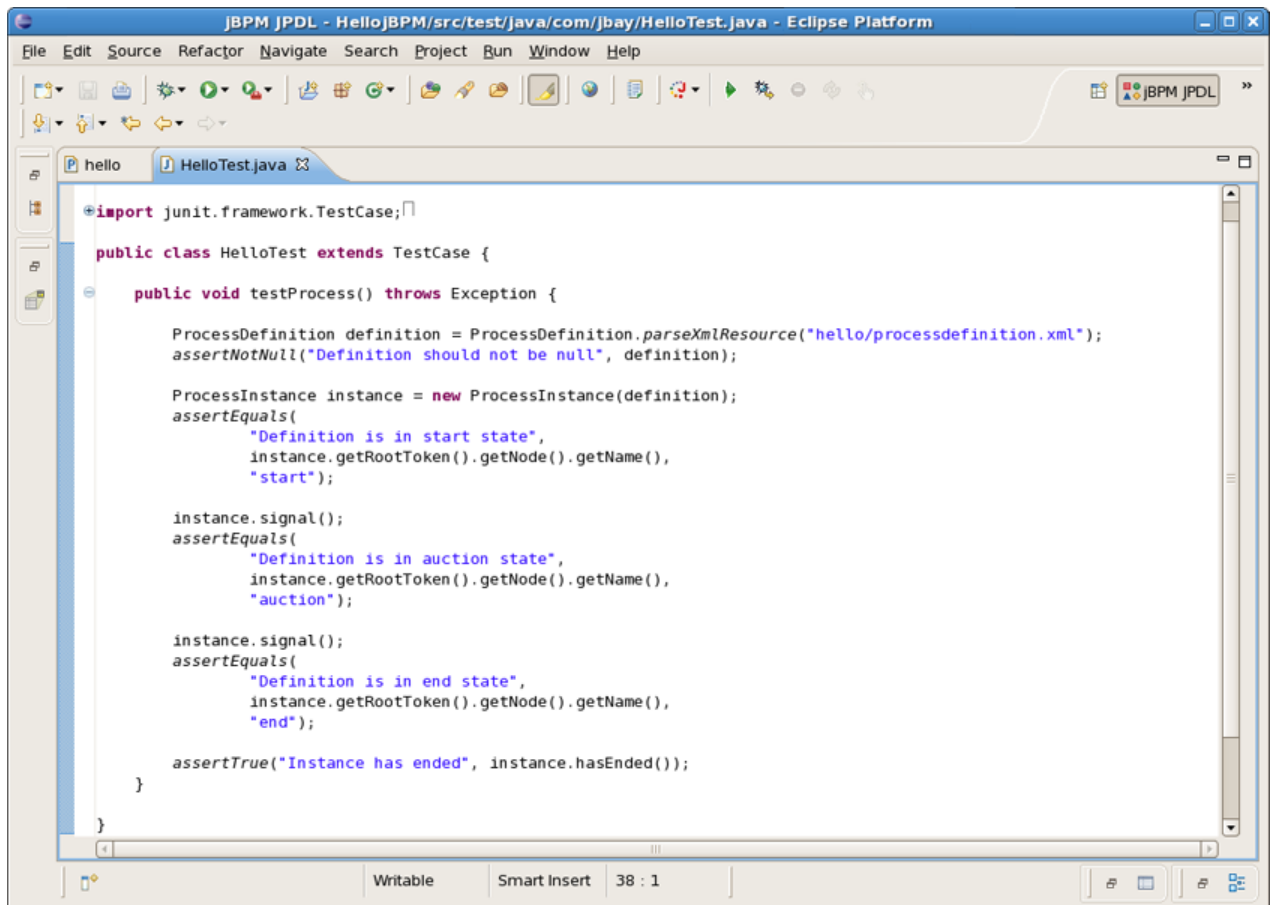 jBPM JPDL - HellojBPM/src/test/java/com/jbay/HelloTest.java - Eclipse Platform
File Edit Source Refactor Navigate Search Project Run Window Help
jBPM JPDL »
hello HelloTest.java
import junit.framework.TestCase;
public class HelloTest extends TestCase {
public void testProcess() throws Exception {
ProcessDefinition definition = ProcessDefinition.parseXmlResource("hello/processdefinition.xml");
assertNotNull("Definition should not be null", definition);
ProcessInstance instance = new ProcessInstance(definition);
assertEquals(
"Definition is in start state",
instance.getRootToken().getNode().getName(),
"start");
instance.signal();
assertEquals(
"Definition is in auction state",
instance.getRootToken().getNode().getName(),
"auction");
instance.signal();
assertEquals(
"Definition is in end state",
instance.getRootToken().getNode().getName(),
"end");
assertTrue("Instance has ended", instance.hasEnded());
}
}
Writable Smart Insert 38 : 1